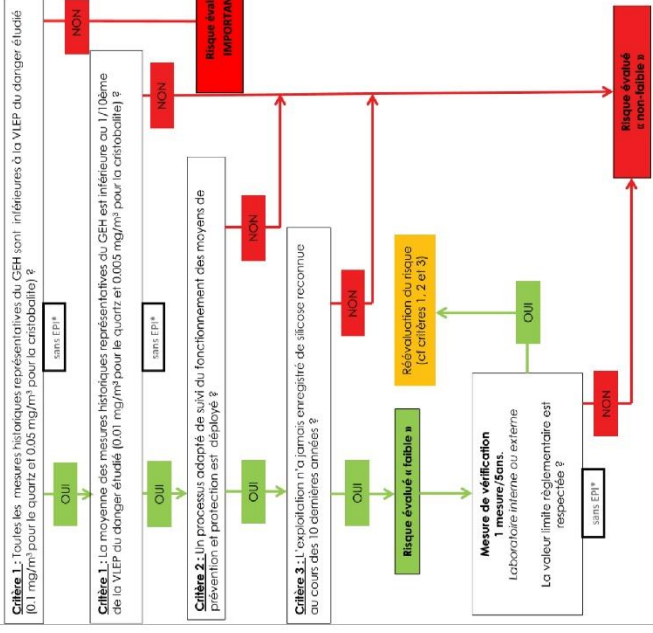 Critère 1 : Toutes les mesures historiques représentatives du GEH sont inférieures à la VLEP du danger étudié
(0.1 mg/m³ pour le quartz et 0.05 mg/m³ pour la cristobalite) ?
NON
sans EPI*
OUI
Risque éval
IMPORTAN
Critère 1 : La moyenne des mesures historiques représentatives du GEH est inférieure au 1/10ème
de la VLEP du danger étudié (0.01 mg/m³ pour le quartz et 0.005 mg/m³ pour la cristobalite) ?
NON
sans EPI*
OUI
Critère 2 : Un processus adapté de suivi du fonctionnement des moyens de
prévention et protection est déployé ?
NON
OUI
Critère 3 : L'exploitation n'a jamais enregistré de silicose reconnue
au cours des 10 dernières années ?
NON
OUI
Risque évalué « faible »
Réévaluation du risque
(cf critères 1, 2 et 3)
Mesure de vérification
1 mesure/5ans.
Laboratoire interne ou externe
La valeur limite règlementaire est
respectée ?
OUI
sans EPI*
NON
Risque évalué
« non-faible »